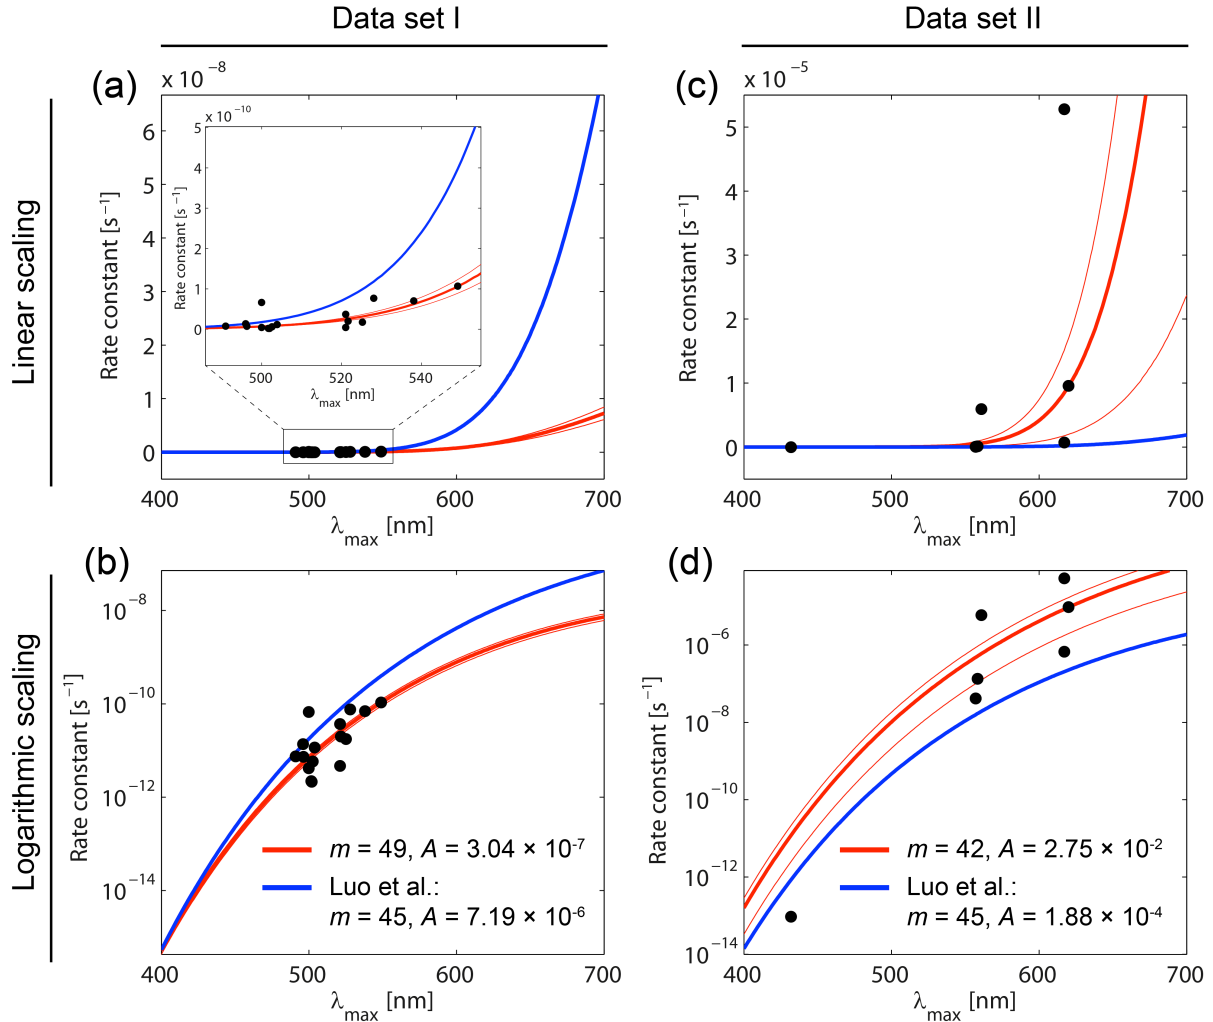 Data set I
Data set II
Linear scaling
Logarithmic scaling
(a)
x 10⁻⁸
Rate constant [s⁻¹]
6
5
4
3
2
1
0
400
500
600
700
λmax [nm]
x 10⁻¹⁰
Rate constant [s⁻¹]
5
4
3
2
1
0
500
520
540
λmax [nm]
(c)
x 10⁻⁵
Rate constant [s⁻¹]
5
4
3
2
1
0
400
500
600
700
λmax [nm]
(b)
Rate constant [s⁻¹]
10⁻⁸
10⁻¹⁰
10⁻¹²
10⁻¹⁴
m = 49, A = 3.04 × 10⁻⁷
Luo et al.:
m = 45, A = 7.19 × 10⁻⁶
400
500
600
700
λmax [nm]
(d)
Rate constant [s⁻¹]
10⁻⁶
10⁻⁸
10⁻¹⁰
10⁻¹²
10⁻¹⁴
m = 42, A = 2.75 × 10⁻²
Luo et al.:
m = 45, A = 1.88 × 10⁻⁴
400
500
600
700
λmax [nm]